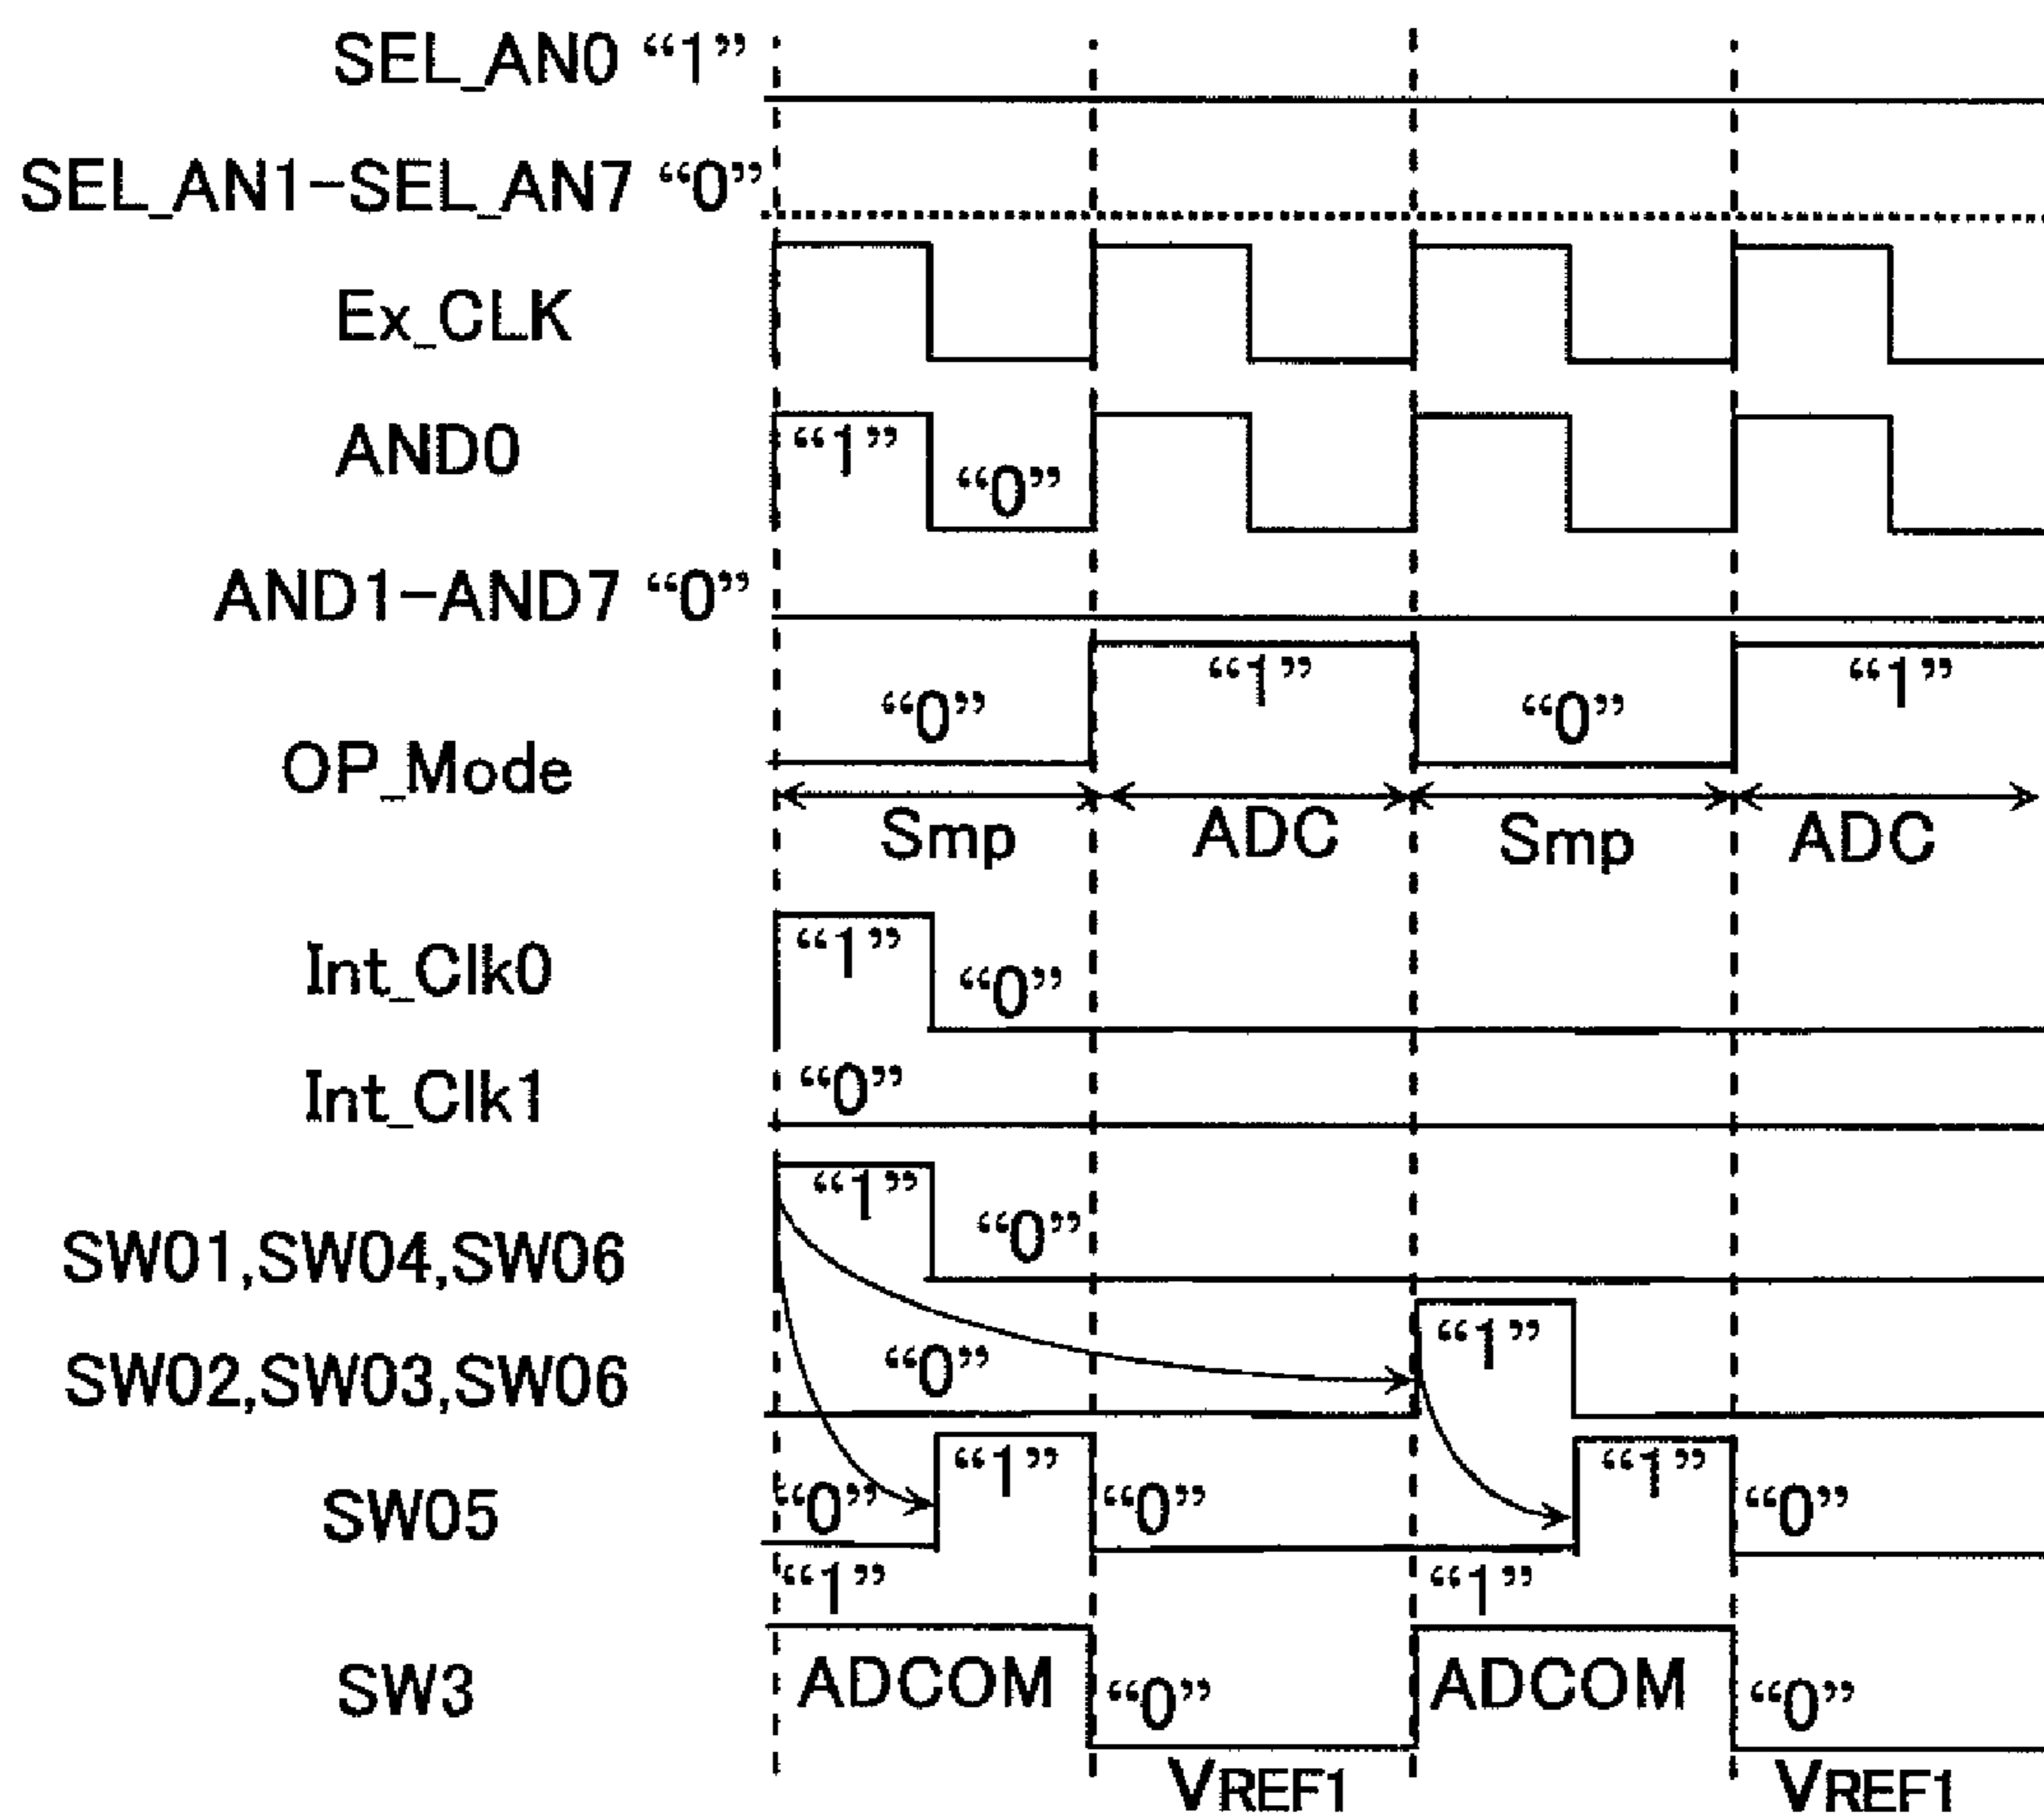 SEL_AN0 “1”
SEL_AN1-SEL_AN7 “0”
Ex_CLK
AND0
“1”
“0”
AND1-AND7 “0”
OP_Mode
“0”
“1”
“0”
“1”
Smp
ADC
Smp
ADC
Int_Clk0
“1”
“0”
Int_Clk1
“0”
SW01,SW04,SW06
“1”
“0”
SW02,SW03,SW06
“0”
“1”
SW05
“0”
“1”
“0”
“1”
“0”
SW3
“1”
ADCOM
“0”
VREF1
“1”
ADCOM
“0”
VREF1